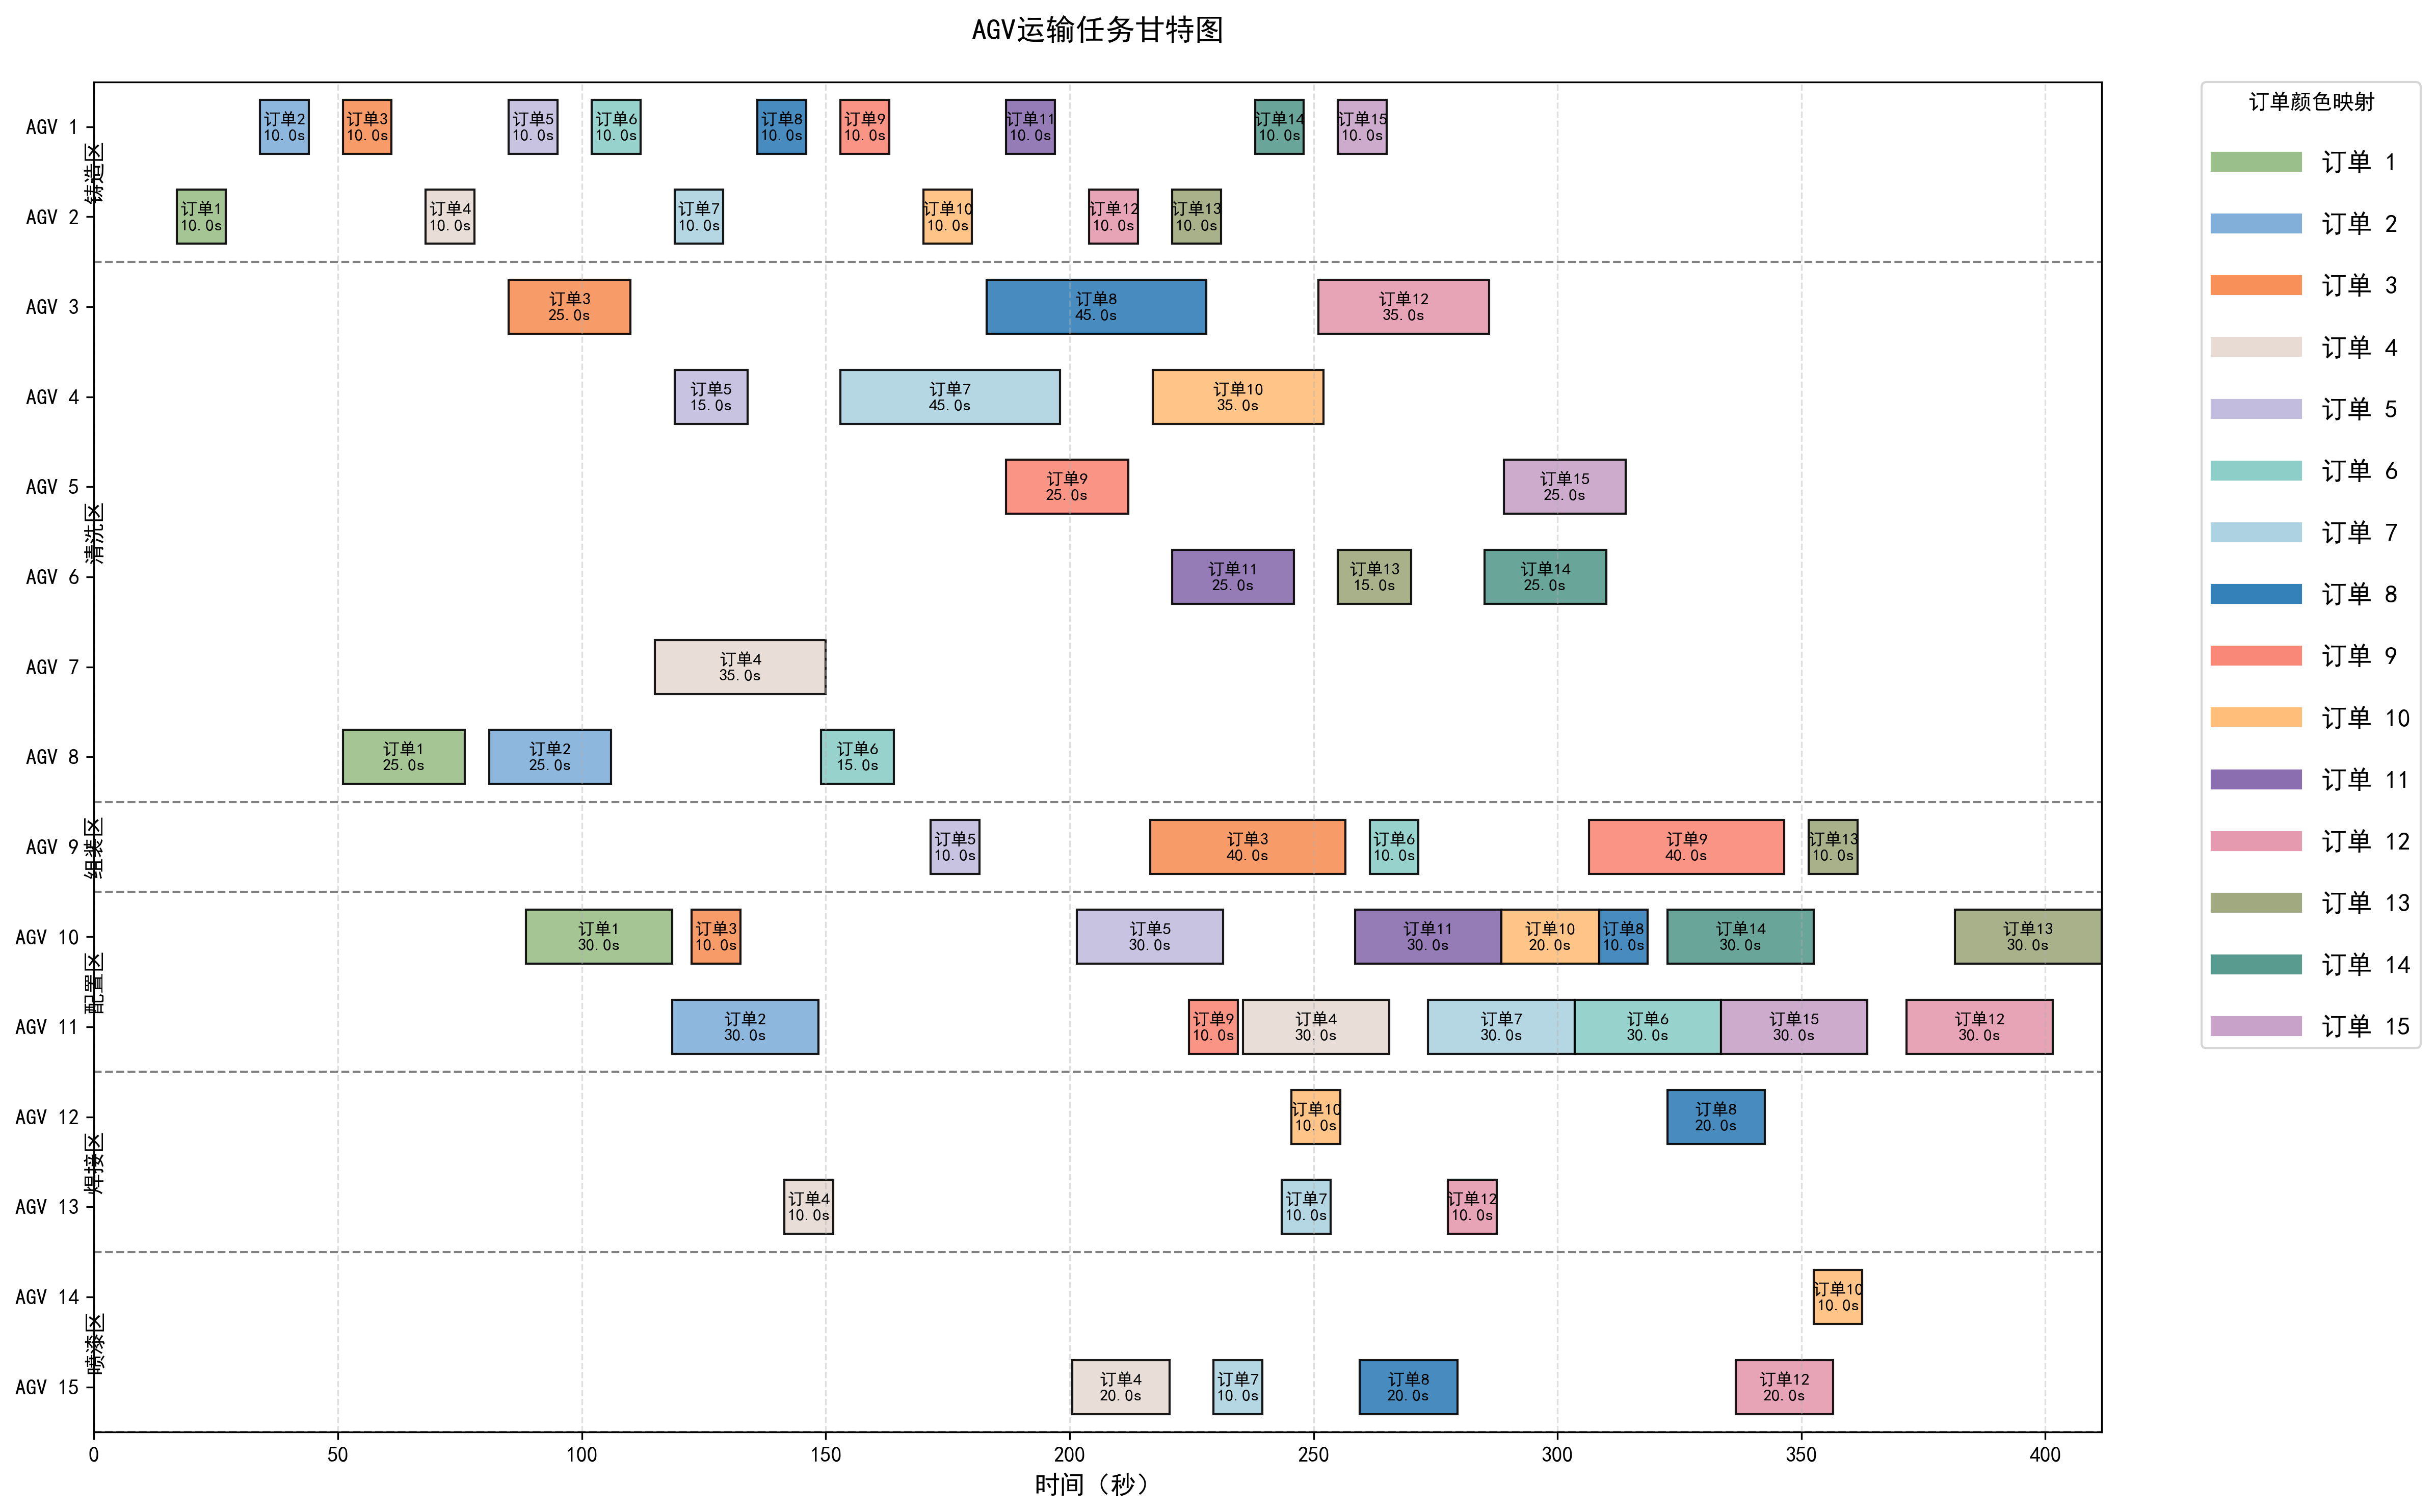 AGV运输任务甘特图
AGV 1
订单2
10.0s
订单3
10.0s
订单5
10.0s
订单6
10.0s
订单8
10.0s
订单9
10.0s
订单11
10.0s
订单14
10.0s
订单15
10.0s
铸造区
AGV 2
订单1
10.0s
订单4
10.0s
订单7
10.0s
订单10
10.0s
订单12
10.0s
订单13
10.0s
AGV 3
订单3
25.0s
订单8
45.0s
订单12
35.0s
AGV 4
订单5
15.0s
订单7
45.0s
订单10
35.0s
AGV 5
订单9
25.0s
订单15
25.0s
清洗区
AGV 6
订单11
25.0s
订单13
15.0s
订单14
25.0s
AGV 7
订单4
35.0s
AGV 8
订单1
25.0s
订单2
25.0s
订单6
15.0s
AGV 9
组装区
订单5
10.0s
订单3
40.0s
订单6
10.0s
订单9
40.0s
订单13
10.0s
AGV 10
订单1
30.0s
订单3
10.0s
订单5
30.0s
订单11
30.0s
订单10
20.0s
订单8
10.0s
订单14
30.0s
订单13
30.0s
配置区
AGV 11
订单2
30.0s
订单9
10.0s
订单4
30.0s
订单7
30.0s
订单6
30.0s
订单15
30.0s
订单12
30.0s
AGV 12
订单10
10.0s
订单8
20.0s
焊接区
AGV 13
订单4
10.0s
订单7
10.0s
订单12
10.0s
AGV 14
订单10
10.0s
喷漆区
AGV 15
订单4
20.0s
订单7
10.0s
订单8
20.0s
订单12
20.0s
0
50
100
150
200
250
300
350
400
时间（秒）
订单颜色映射
订单 1
订单 2
订单 3
订单 4
订单 5
订单 6
订单 7
订单 8
订单 9
订单 10
订单 11
订单 12
订单 13
订单 14
订单 15